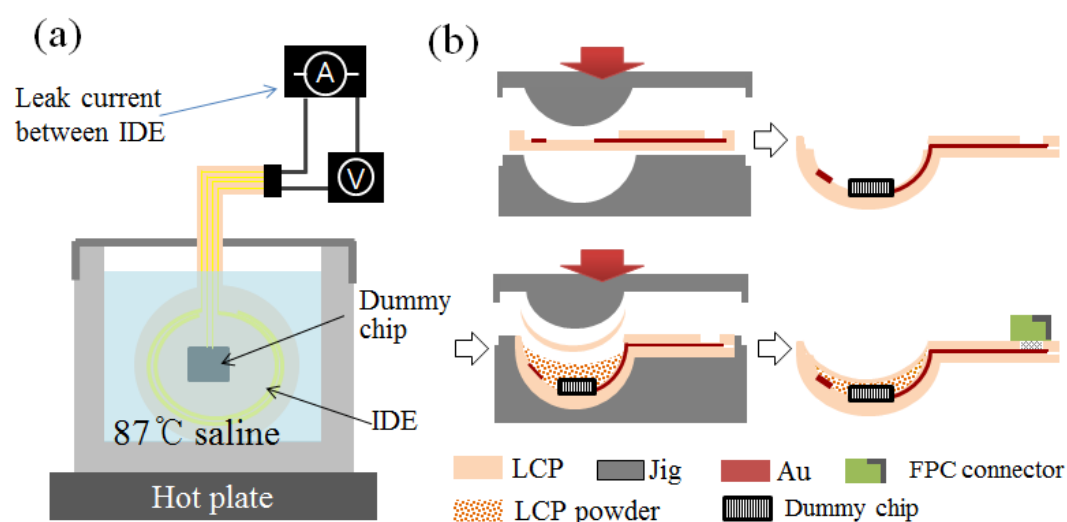 (a)
A
Leak current
between IDE
V
Dummy
chip
IDE
87℃ saline
Hot plate
(b)
LCP
Jig
Au
FPC connector
LCP powder
Dummy chip